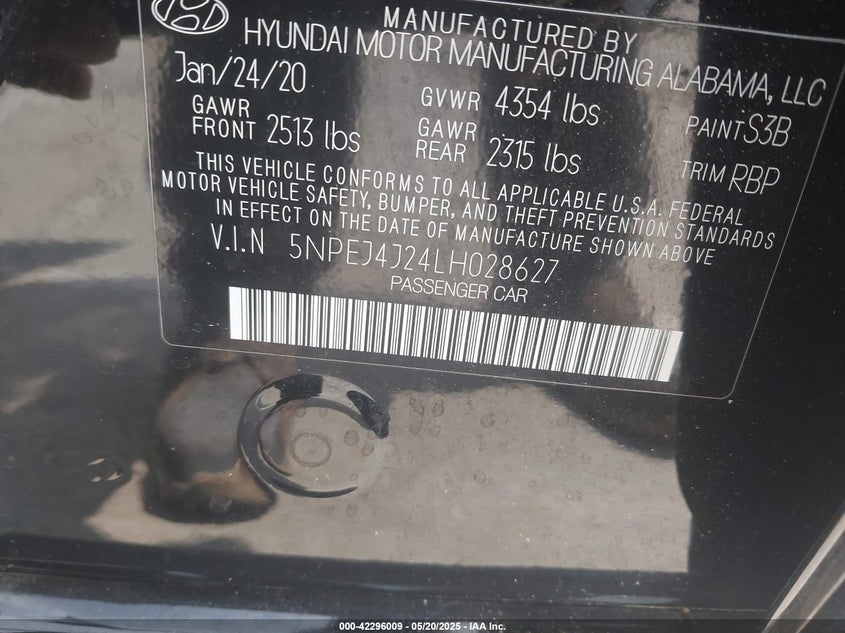 MANUFACTURED BY
HYUNDAI MOTOR MANUFACTURING ALABAMA, LLC
Jan/24/20 GVWR 4354 lbs PAINT S3B
GAWR FRONT 2513 lbs GAWR REAR 2315 lbs TRIM RBP
THIS VEHICLE CONFORMS TO ALL APPLICABLE U.S.A. FEDERAL
MOTOR VEHICLE SAFETY, BUMPER, AND THEFT PREVENTION STANDARDS
IN EFFECT ON THE DATE OF MANUFACTURE SHOWN ABOVE
V.I.N 5NPEJ4J24LH028627
PASSENGER CAR
000-42296009 - 05/20/2025 - IAA Inc.